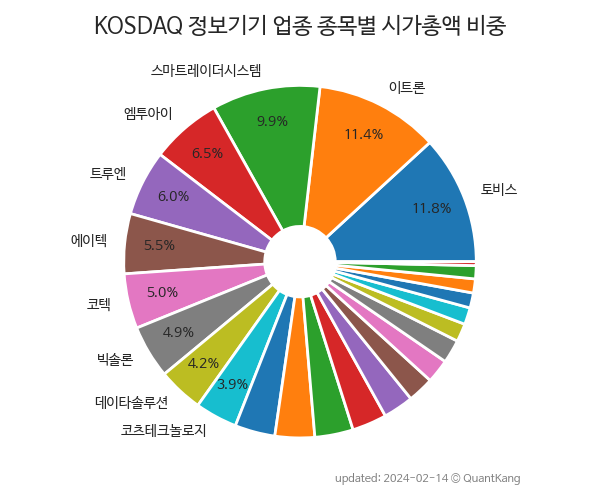 KOSDAQ 정보기기 업종 종목별 시가총액 비중
스마트레이더시스템
이트론
엠투아이
9.9%
11.4%
6.5%
트루엔
6.0%
토비스
11.8%
에이텍
5.5%
코텍
5.0%
빅솔론
4.9%
4.2%
데이타솔루션
3.9%
코츠테크놀로지
updated: 2024-02-14 © QuantKang